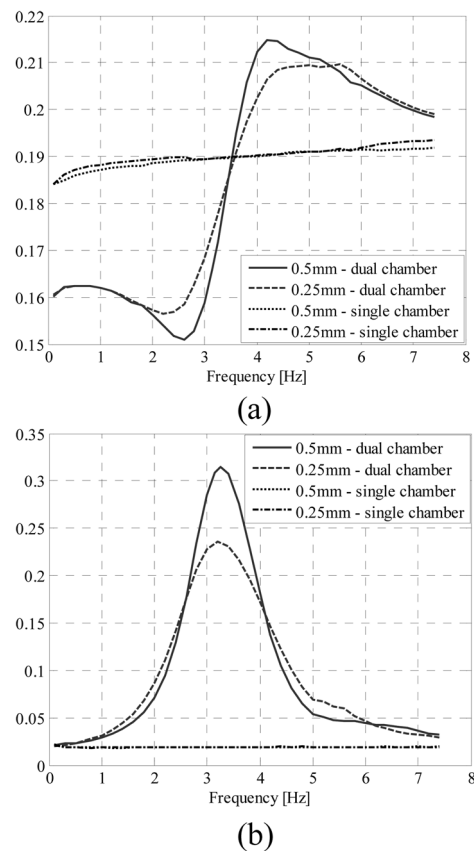 0.22
0.21
0.2
0.19
0.18
0.17
0.16
0.15
0.5mm - dual chamber
0.25mm - dual chamber
0.5mm - single chamber
0.25mm - single chamber
0 1 2 3 4 5 6 7 8
Frequency [Hz]
(a)
0.35
0.5mm - dual chamber
0.25mm - dual chamber
0.5mm - single chamber
0.25mm - single chamber
0.3
0.25
0.2
0.15
0.1
0.05
0
0 1 2 3 4 5 6 7 8
Frequency [Hz]
(b)